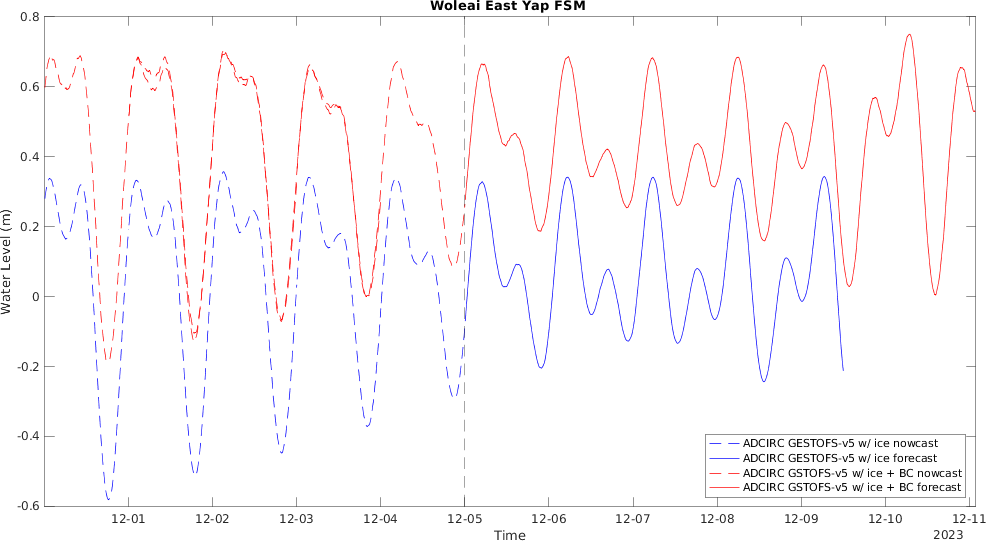 Woleai East Yap FSM
Water Level (m)
0.8
0.6
0.4
0.2
0
-0.2
-0.4
-0.6
ADCIRC GESTOFS-v5 w/ ice nowcast
ADCIRC GESTOFS-v5 w/ ice forecast
ADCIRC GSTOFS-v5 w/ ice + BC nowcast
ADCIRC GSTOFS-v5 w/ ice + BC forecast
12-01 12-02 12-03 12-04 12-05 12-06 12-07 12-08 12-09 12-10 12-11
Time
2023